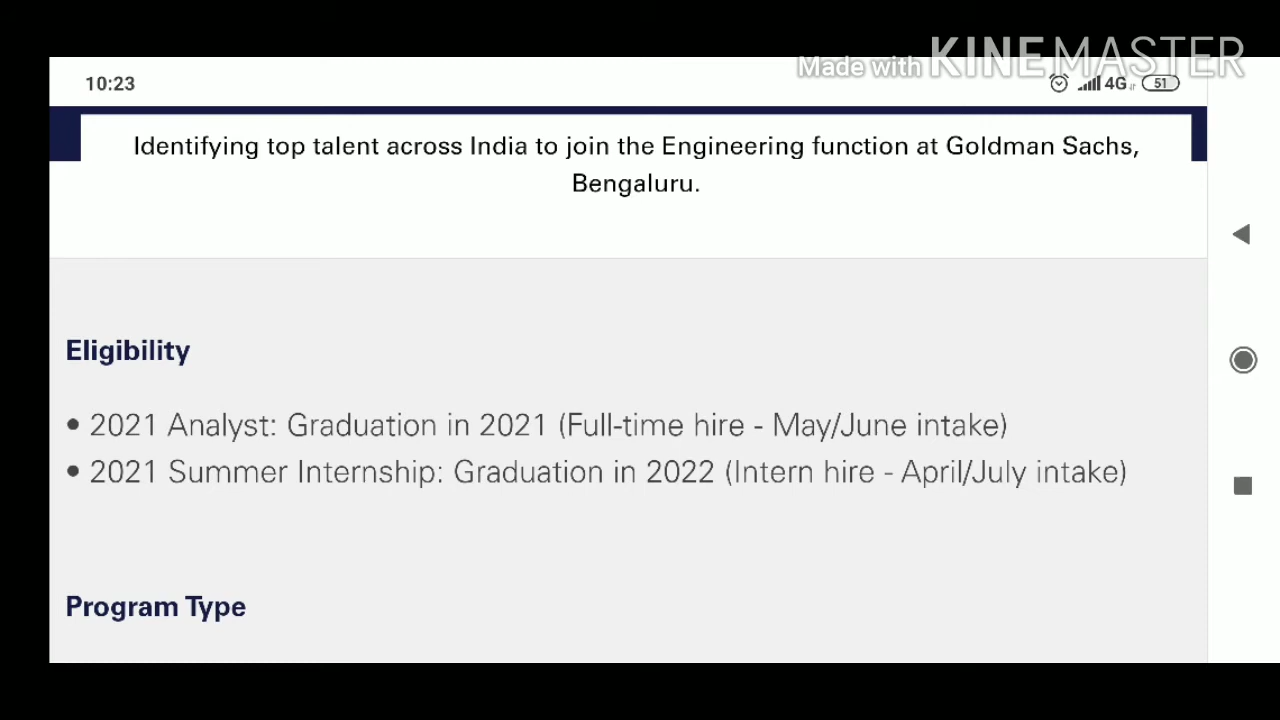 Made with KINEMASTER
10:23
4G 51
Identifying top talent across India to join the Engineering function at Goldman Sachs,
Bengaluru.
Eligibility
• 2021 Analyst: Graduation in 2021 (Full-time hire - May/June intake)
• 2021 Summer Internship: Graduation in 2022 (Intern hire - April/July intake)
Program Type